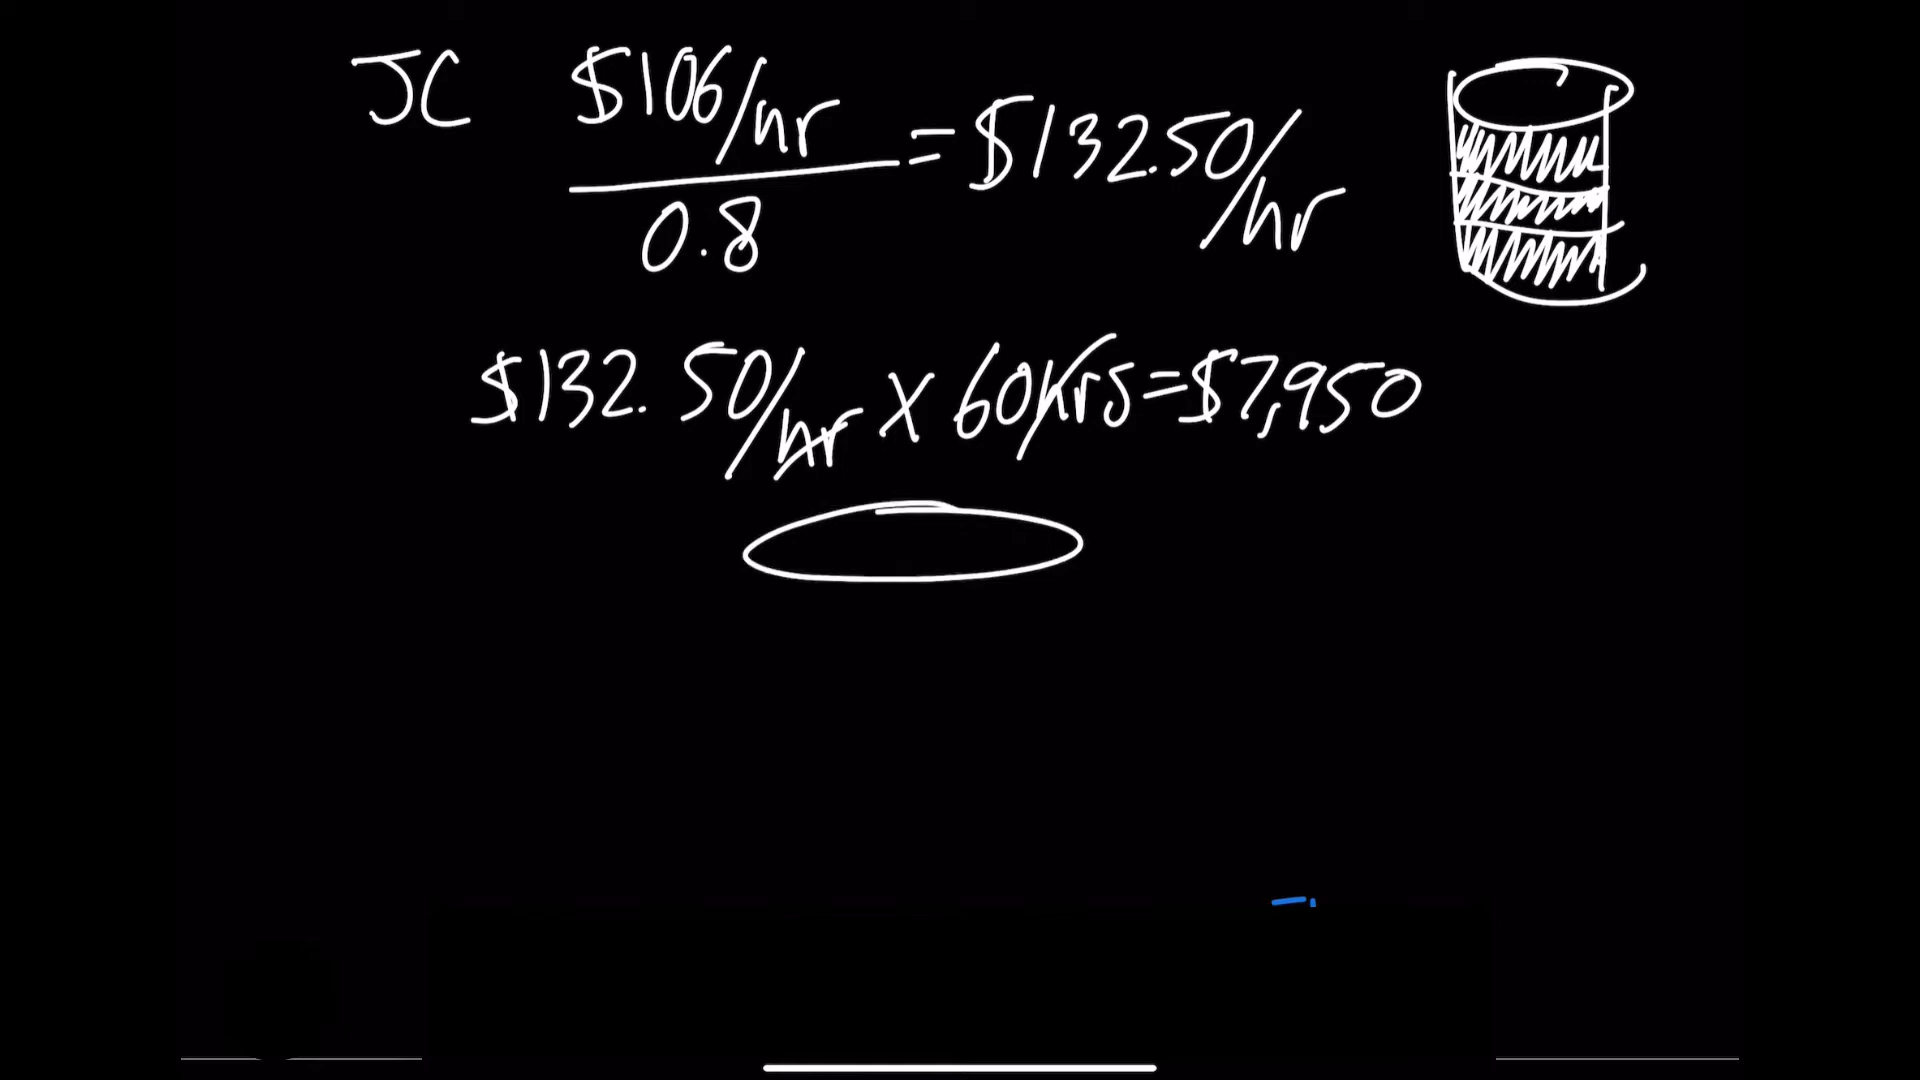 JC $106/hr / 0.8 = $132.50/hr
$132.50/hr x 60hrs = $7,950